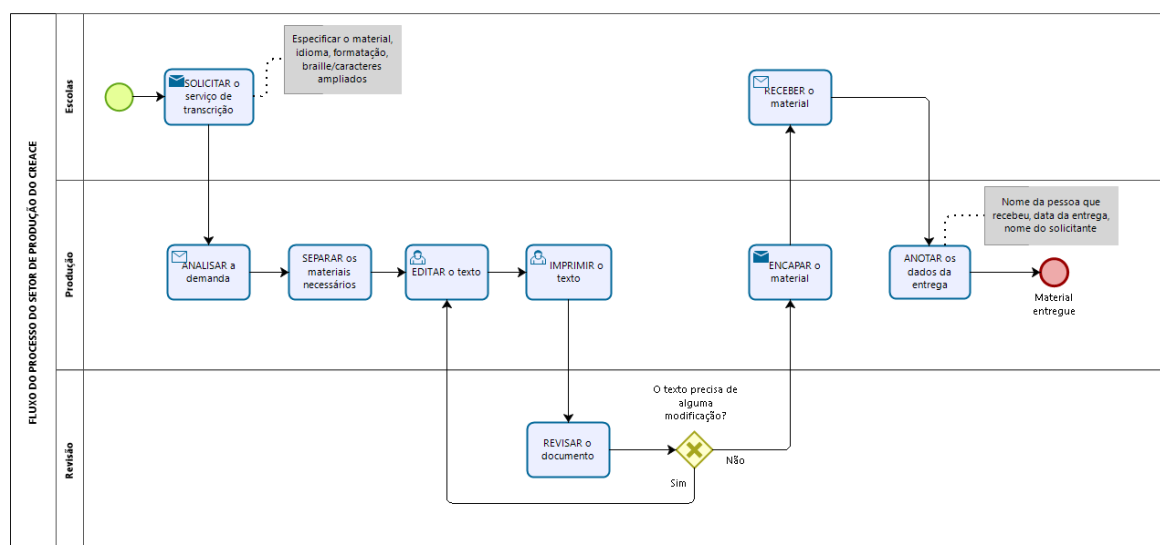 FLUXO DO PROCESSO DO SETOR DE PRODUÇÃO DO CREACE
Escolas
SOLICITAR o
serviço de
transcrição
Especificar o material,
idioma, formatação,
braille/caracteres
ampliados
RECEBER o
material
Produção
ANALISAR a
demanda
SEPARAR os
materiais
necessários
EDITAR o texto
IMPRIMIR o
texto
ENCAPAR o
material
ANOTAR os
dados da
entrega
Nome da pessoa que
recebeu, data da entrega,
nome do solicitante
Material
entregue
Revisão
REVISAR o
documento
O texto precisa de
alguma
modificação?
Não
Sim